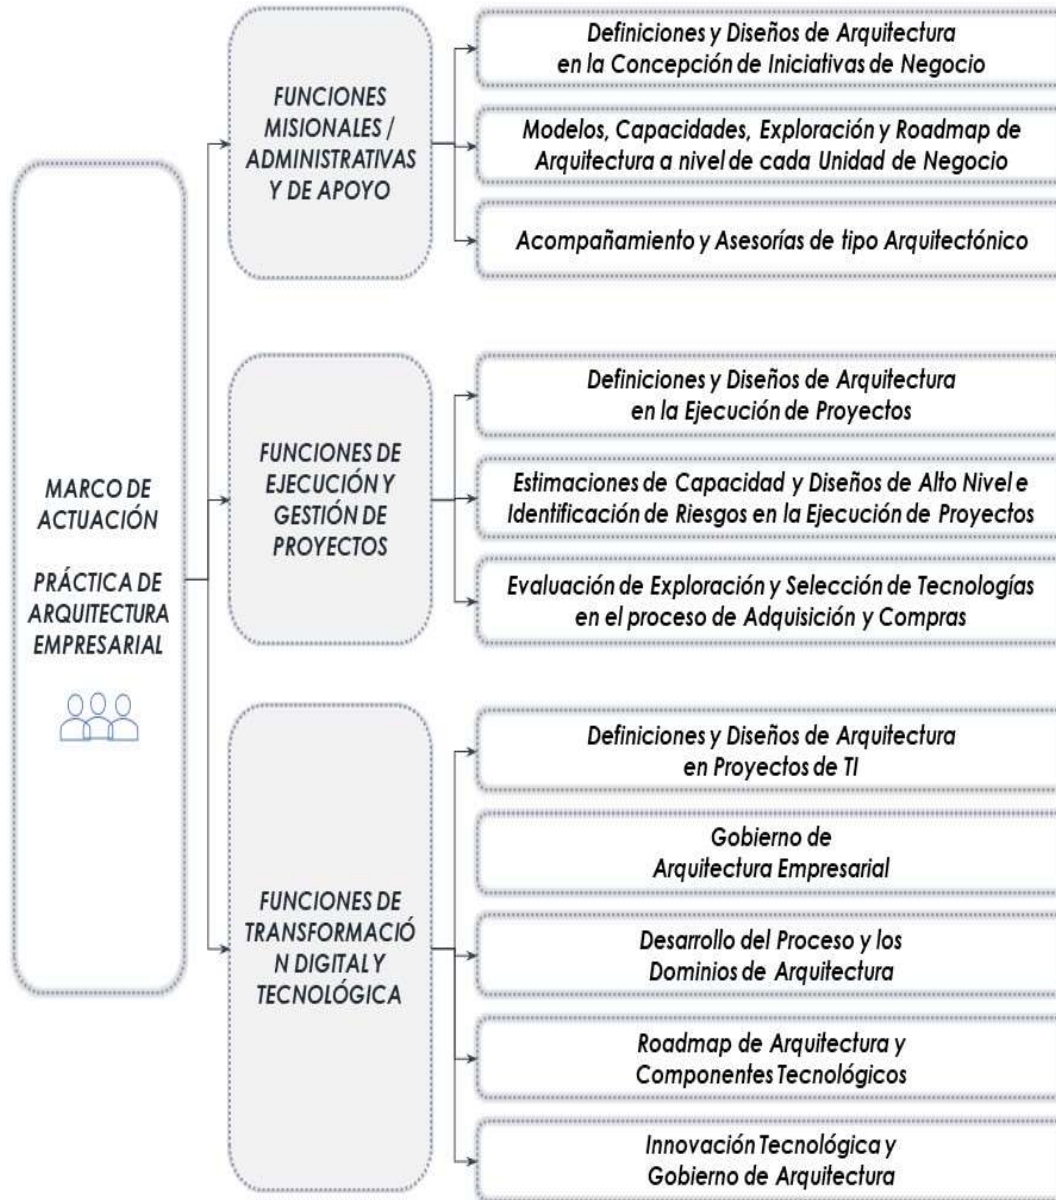 MARCO DE
ACTUACIÓN
PRÁCTICA DE
ARQUITECTURA
EMPRESARIAL
FUNCIONES
MISIONALES /
ADMINISTRATIVAS
Y DE APOYO
Definiciones y Diseños de Arquitectura
en la Concepción de Iniciativas de Negocio
Modelos, Capacidades, Exploración y Roadmap de
Arquitectura a nivel de cada Unidad de Negocio
Acompañamiento y Asesorías de tipo Arquitectónico
FUNCIONES DE
EJECUCIÓN Y
GESTIÓN DE
PROYECTOS
Definiciones y Diseños de Arquitectura
en la Ejecución de Proyectos
Estimaciones de Capacidad y Diseños de Alto Nivel e
Identificación de Riesgos en la Ejecución de Proyectos
Evaluación de Exploración y Selección de Tecnologías
en el proceso de Adquisición y Compras
FUNCIONES DE
TRANSFORMACIÓ
N DIGITAL Y
TECNOLÓGICA
Definiciones y Diseños de Arquitectura
en Proyectos de TI
Gobierno de
Arquitectura Empresarial
Desarrollo del Proceso y los
Dominios de Arquitectura
Roadmap de Arquitectura y
Componentes Tecnológicos
Innovación Tecnológica y
Gobierno de Arquitectura